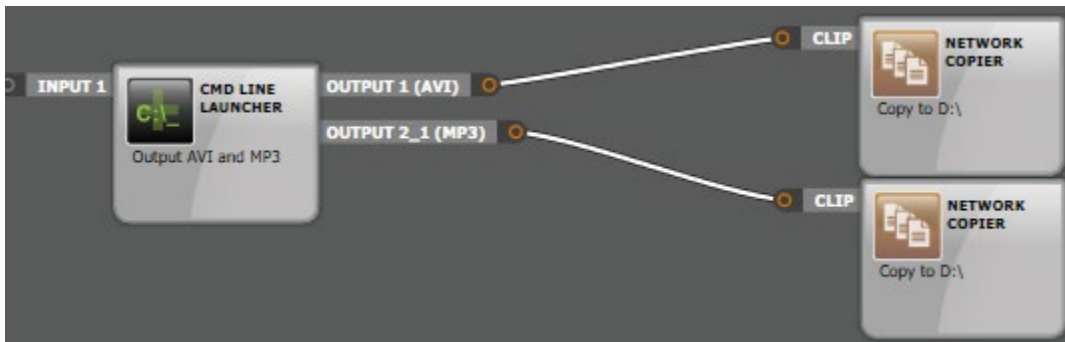 INPUT 1
C:\_
CMD LINE
LAUNCHER
Output AVI and MP3
OUTPUT 1 (AVI)
OUTPUT 2_1 (MP3)
CLIP
NETWORK
COPIER
Copy to D:\
CLIP
NETWORK
COPIER
Copy to D:\